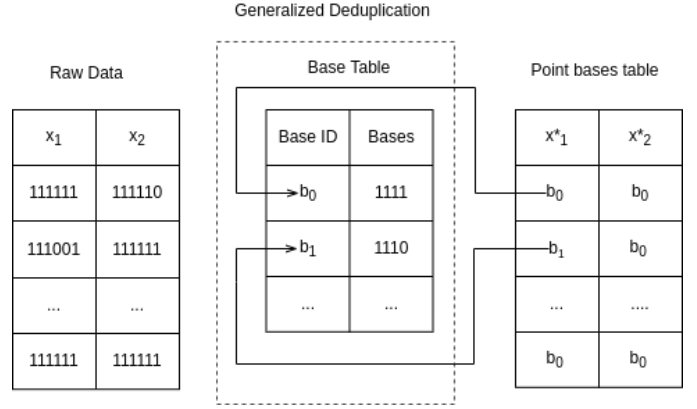 Generalized Deduplication
Raw Data
Base Table
Point bases table
x1 x2
Base ID Bases
x*1 x*2
111111 111110
b0 1111
b0 b0
111001 111111
b1 1110
b1 b0
... ...
... ...
... ....
111111 111111
b0 b0